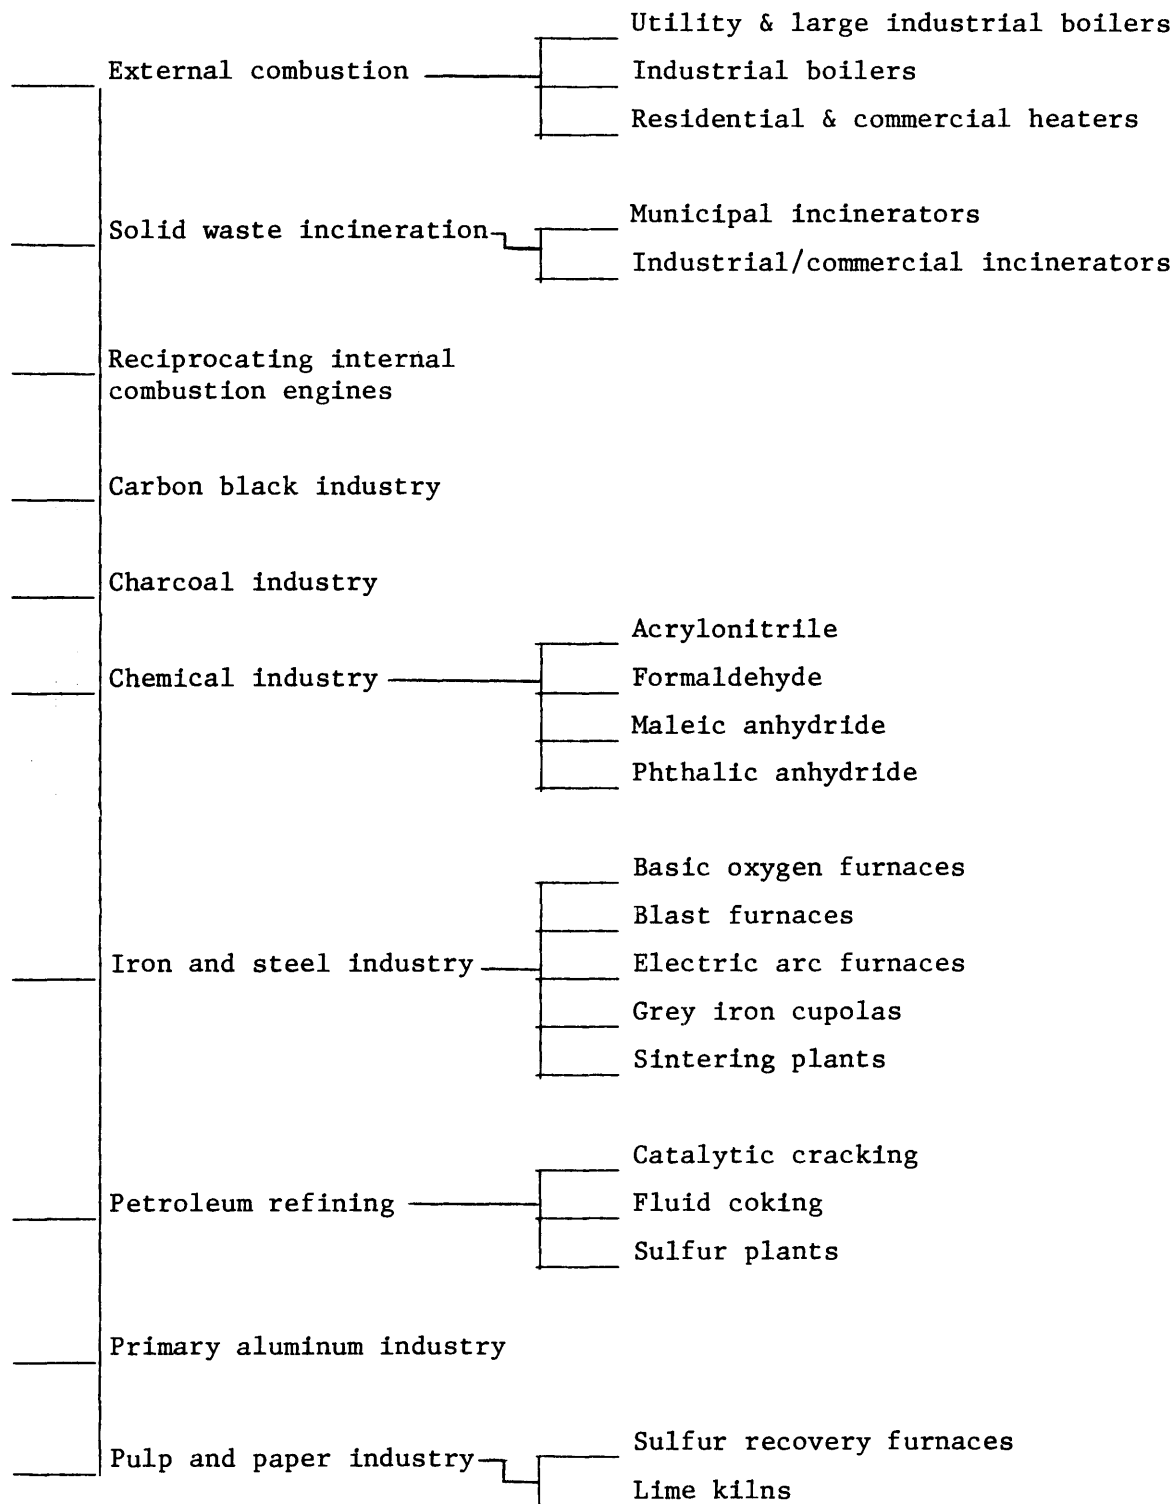 Utility & large industrial boilers
External combustion
Industrial boilers
Residential & commercial heaters
Municipal incinerators
Solid waste incineration
Industrial/commercial incinerators
Reciprocating internal
combustion engines
Carbon black industry
Charcoal industry
Acrylonitrile
Chemical industry
Formaldehyde
Maleic anhydride
Phthalic anhydride
Basic oxygen furnaces
Blast furnaces
Iron and steel industry
Electric arc furnaces
Grey iron cupolas
Sintering plants
Catalytic cracking
Petroleum refining
Fluid coking
Sulfur plants
Primary aluminum industry
Sulfur recovery furnaces
Pulp and paper industry
Lime kilns